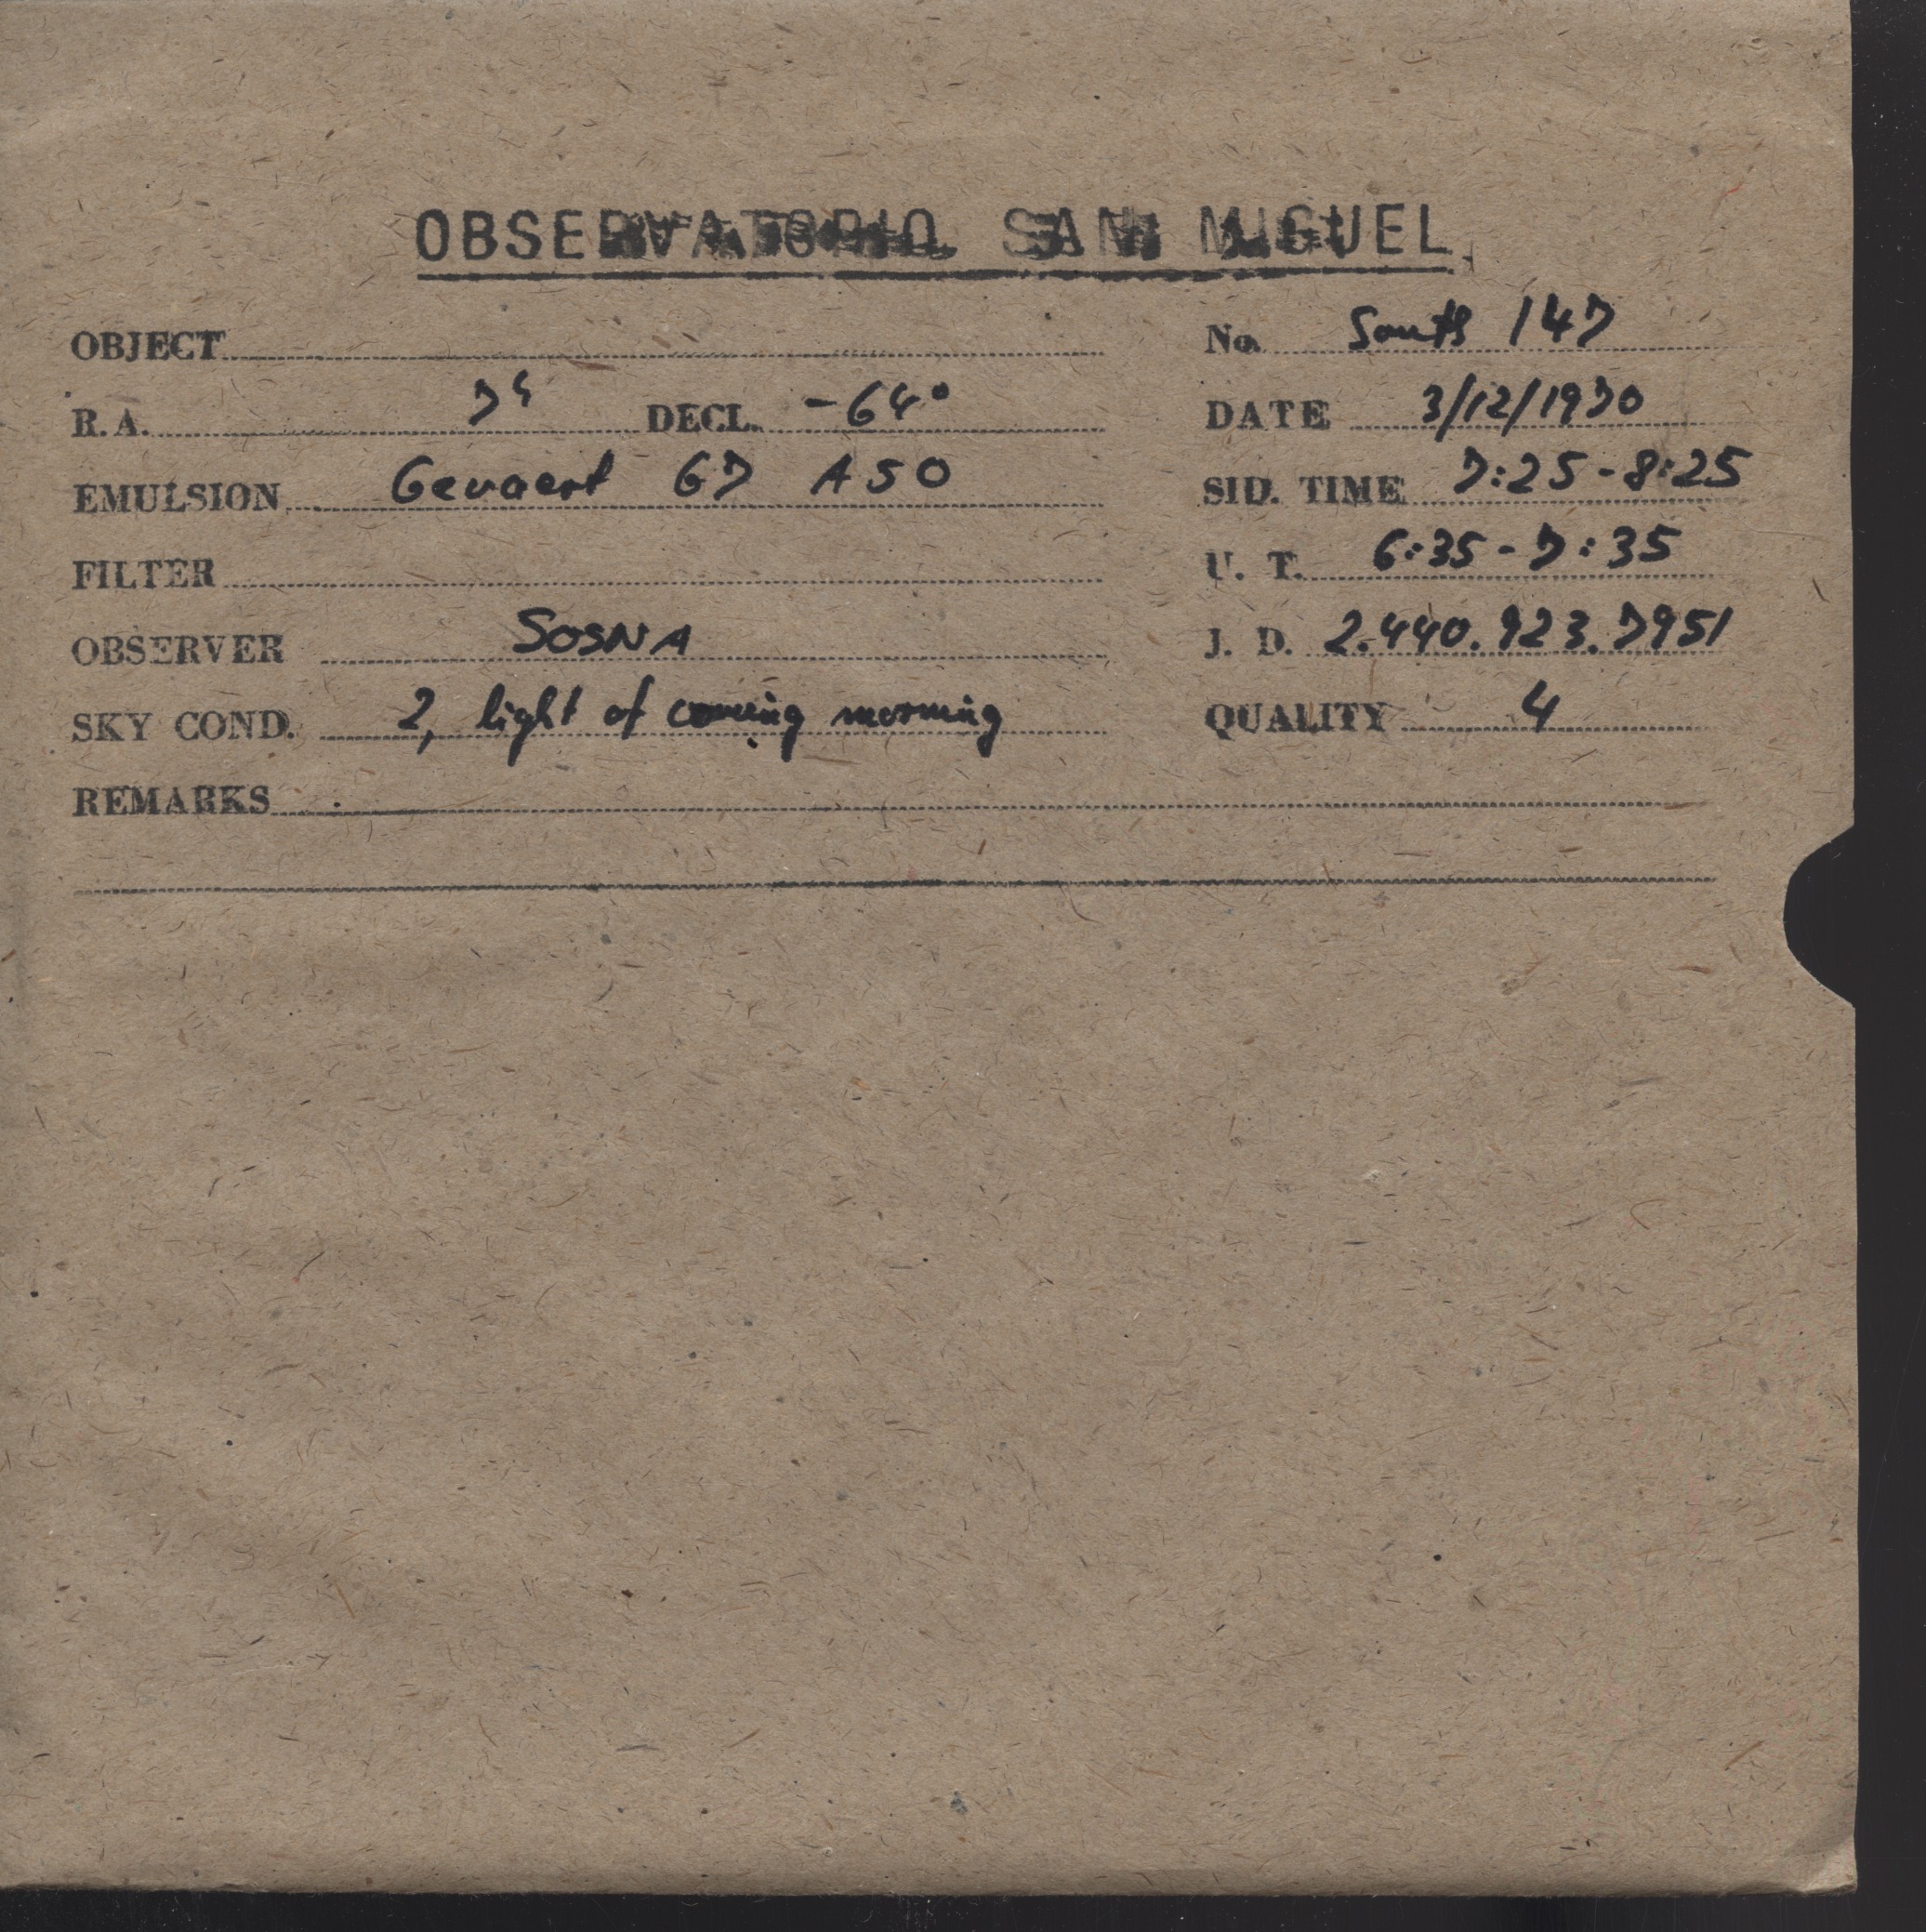 OBSERVATORIO SAN MIGUEL
OBJECT No. South 147
R.A. 7h DECL. -64° DATE 3/12/1970
EMULSION Gevaert 67 A50 SID. TIME 7:25-8:25
FILTER U. T. 6:35-7:35
OBSERVER SOSNA J. D. 2.440.923.7951
SKY COND. 2, light of coming morning QUALITY 4
REMARKS